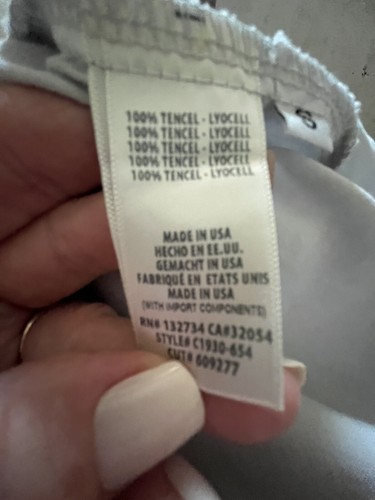 100% TENCEL - LYOCELL
100% TENCEL - LYOCELL
100% TENCEL - LYOCELL
100% TENCEL - LYOCELL
100% TENCEL - LYOCELL
S
MADE IN USA
HECHO EN EE.UU.
GEMACHT IN USA
FABRIQUÉ EN ETATS UNIS
MADE IN USA
(WITH IMPORT COMPONENTS)
RN# 132734 CA#32054
STYLE# C1930-654
CUT# 609277